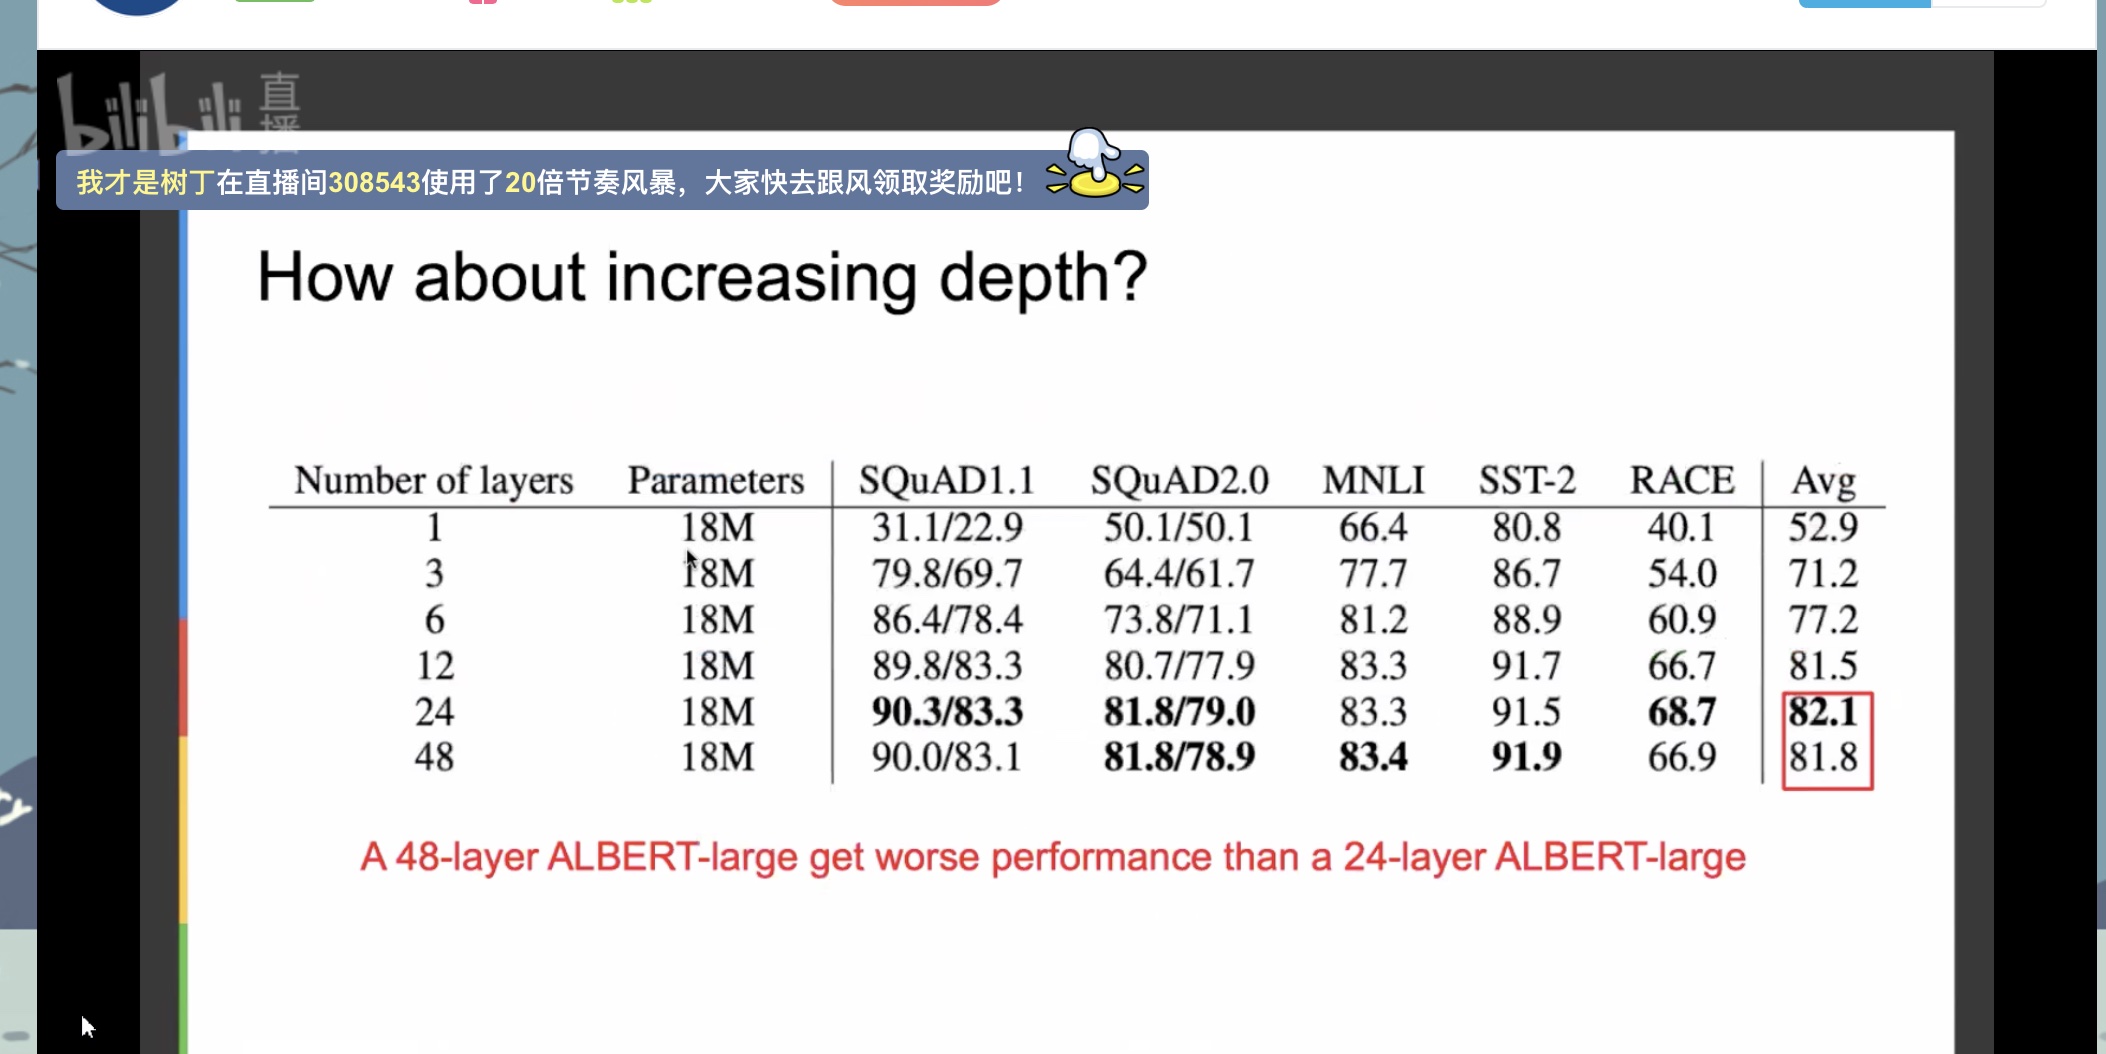 bilibili 直播
我才是树丁在直播间308543使用了20倍节奏风暴，大家快去跟风领取奖励吧！
How about increasing depth?
Number of layers Parameters SQuAD1.1 SQuAD2.0 MNLI SST-2 RACE Avg
1 18M 31.1/22.9 50.1/50.1 66.4 80.8 40.1 52.9
3 18M 79.8/69.7 64.4/61.7 77.7 86.7 54.0 71.2
6 18M 86.4/78.4 73.8/71.1 81.2 88.9 60.9 77.2
12 18M 89.8/83.3 80.7/77.9 83.3 91.7 66.7 81.5
24 18M 90.3/83.3 81.8/79.0 83.3 91.5 68.7 82.1
48 18M 90.0/83.1 81.8/78.9 83.4 91.9 66.9 81.8
A 48-layer ALBERT-large get worse performance than a 24-layer ALBERT-large